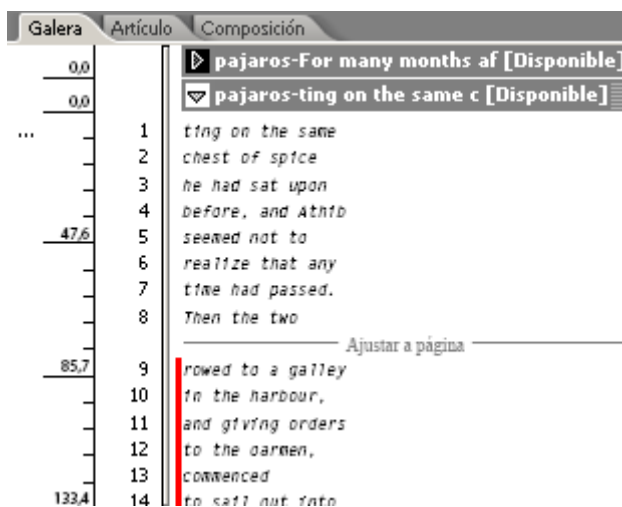 Galera Artículo Composición
0,0 pajaros-For many months af [Disponible]
0,0 pajaros-ting on the same c [Disponible]
... 1 ting on the same
2 chest of spice
3 he had sat upon
4 before, and Athib
47,6 5 seemed not to
6 realize that any
7 time had passed.
8 Then the two
Ajustar a página
85,7 9 rowed to a galley
10 in the harbour,
11 and giving orders
12 to the oarmen,
13 commenced
133,4 14 to sail out into